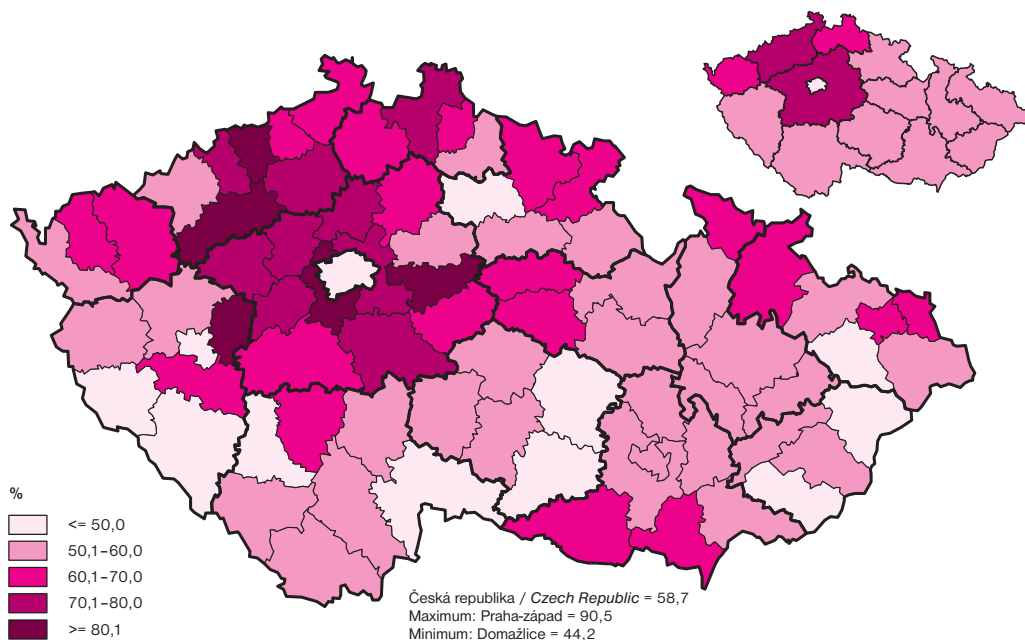 %
<= 50,0
50,1–60,0
60,1–70,0
70,1–80,0
>= 80,1
Česká republika / Czech Republic = 58,7
Maximum: Praha-západ = 90,5
Minimum: Domažlice = 44,2